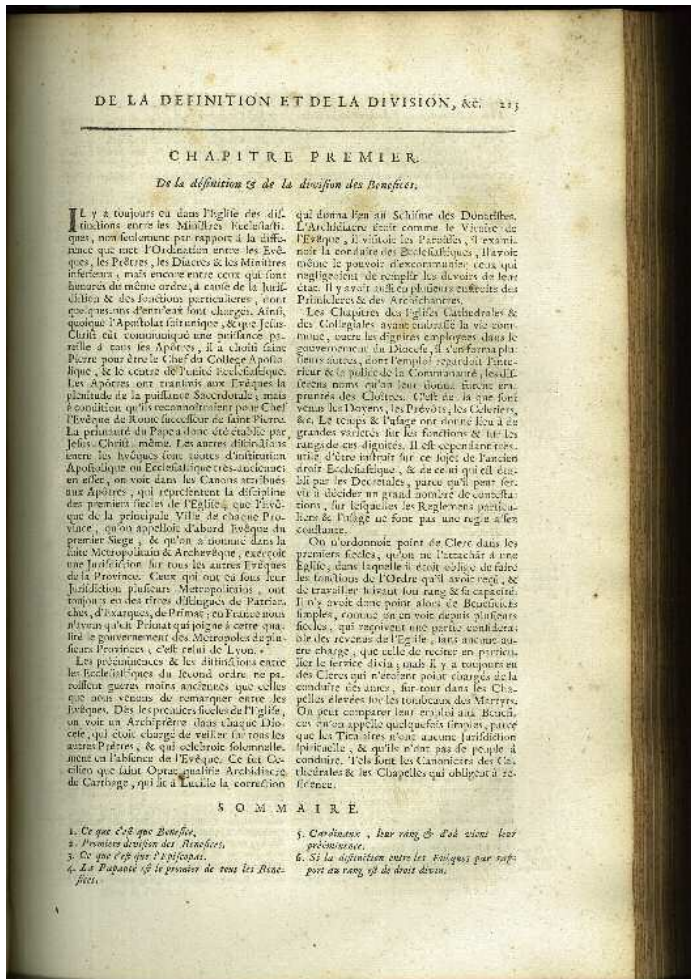 DE LA DEFINITION ET DE LA DIVISION, &c. 215
CHAPITRE PREMIER.
De la définition & de la division des Benefices.
IL y a toujours eu dans l'Eglise des dis-
tinctions entre les Ministres Ecclesiasti-
ques, non seulement par rapport à la diffe-
rence que met l'Ordination entre les Evê-
ques, les Prêtres, les Diacres & les Ministres
inferieurs ; mais encore entre ceux qui sont
honorés du même ordre, à cause de la Juris-
diction & des fonctions particulieres, dont
quelques-uns d'entr'eux sont chargés. Ainsi,
quoique l'Apostolat fait unique, & que Jesus-
Christ eût communiqué une puissance pa-
reille à tous les Apôtres, il a choisi saint
Pierre pour être le Chef du College Aposto-
lique, & le centre de l'unité Ecclesiastique.
Les Apôtres ont transmis aux Evêques la
plenitude de la puissance Sacerdotale ; mais
à condition qu'ils reconnoîtroient pour Chef
l'Evêque de Rome successeur de saint Pierre.
La primauté du Pape a donc été établie par
Jesus-Christ même. Les autres distinctions
entre les Evêques sont toutes d'institution
Apostolique ou Ecclesiastique très-ancienne :
en effet, on voit dans les Canons attribués
aux Apôtres, qui représentent la discipline
des premiers siecles de l'Eglise, que l'Evê-
que de la principale Ville de chaque Pro-
vince, qu'on appelloit d'abord Evêque du
premier Siege, & qu'on a nommé dans la
suite Metropolitain & Archevêque, exerçoit
une Jurisdiction sur tous les autres Evêques
de la Province. Ceux qui ont eu sous leur
Jurisdiction plusieurs Metropolitains, ont
toujours eu des titres distingués de Patriar-
ches, d'Exarques, de Primat ; en France nous
n'avons qu'un Primat qui joigne à cette qua-
lité le gouvernement des Metropoles de plu-
sieurs Provinces ; c'est celui de Lyon.
Les prééminences & les distinctions entre
les Ecclesiastiques du second ordre ne pa-
roissent gueres moins anciennes que celles
que nous venons de remarquer entre les
Evêques. Dès les premiers siecles de l'Eglise,
on voit un Archiprêtre dans chaque Dio-
cese, qui étoit chargé de veiller sur tous les
autres Prêtres, & qui celebroit solemnelle-
ment en l'absence de l'Evêque. Ce fut Ce-
cilien que saint Optat qualifie Archidiacre
de Carthage, qui fit à Lucille la correction
qui donna lieu au Schisme des Donatistes.
L'Archidiacre étoit comme le Vicaire de
l'Evêque, il visitoit les Paroisses, il exami-
noit la conduite des Ecclesiastiques, il avoit
même le pouvoir d'excommunier ceux qui
negligeoient de remplir les devoirs de leur
état. Il y avoit aussi en plusieurs endroits des
Primicleres & des Archichantres.
Les Chapitres des Eglises Cathedrales &
des Collegiales ayant embrassé la vie com-
mune, outre les dignités employées dans le
gouvernement du Diocese, il s'en forma plu-
sieurs autres, dont l'emploi regardoit l'inte-
rieur & la police de la Communauté ; les dif-
ferens noms qu'on leur donna furent em-
pruntés des Cloîtres. C'est de là que sont
venus les Doyens, les Prévôts, les Celeriers,
&c. Le temps & l'usage ont donné lieu à de
grandes varietés sur les fonctions & sur les
rangs de ces dignités. Il est cependant très-
utile d'être instruit sur ce sujet de l'ancien
droit Ecclesiastique, & de celui qui est éta-
bli par les Decretales, parce qu'il peut ser-
vir à décider un grand nombre de contesta-
tions, sur lesquelles les Reglemens particu-
liers & l'usage ne font pas une regle assez
constante.
On n'ordonnoit point de Clerc dans les
premiers siecles, qu'on ne l'attachât à une
Eglise, dans laquelle il étoit obligé de faire
les fonctions de l'Ordre qu'il avoit reçû, &
de travailler suivant son rang & sa capacité.
Il n'y avoit donc point alors de Benefices
simples, comme on en voit depuis plusieurs
siecles, qui reçoivent une partie considera-
ble des revenus de l'Eglise, sans aucune au-
tre charge, que celle de reciter en particu-
lier le service divin ; mais il y a toujours eu
des Clercs qui n'étoient point chargés de la
conduite des ames, sur-tout dans les Cha-
pelles élevées sur les tombeaux des Martyrs.
On peut comparer leur emploi aux Benefi-
ces qu'on appelle quelquefois simples, parce
que les Titulaires n'ont aucune Jurisdiction
spirituelle, & qu'ils n'ont pas de peuple à
conduire. Tels sont les Canonicats des Ca-
thedrales & les Chapelles qui obligent à re-
sidence.
SOMMAIRE.
1. Ce que c'est que Benefice.
2. Premiere division des Benefices.
3. Ce que c'est que l'Episcopat.
4. La Papauté est le premier de tous les Bene-
fices.
5. Cardinaux, leur rang & d'où vient leur
prééminence.
6. Si la distinction entre les Evêques par rap-
port au rang est de droit divin.